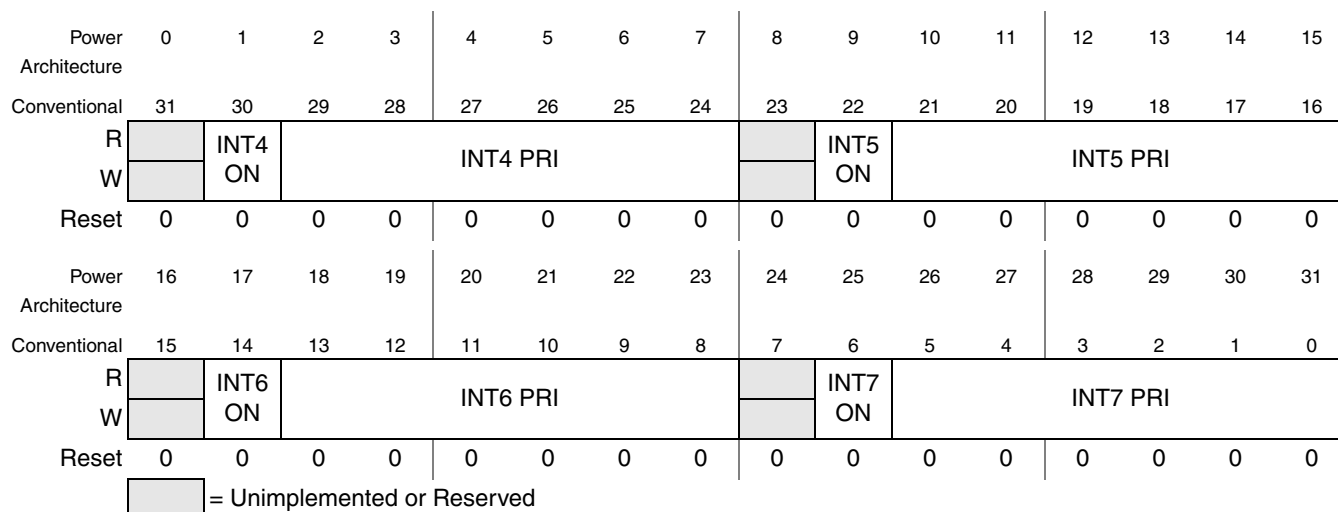 Power 0 1 2 3 4 5 6 7 8 9 10 11 12 13 14 15
Architecture
Conventional 31 30 29 28 27 26 25 24 23 22 21 20 19 18 17 16
R INT4 INT5
INT4 PRI INT5 PRI
W ON ON
Reset 0 0 0 0 0 0 0 0 0 0 0 0 0 0 0 0
Power 16 17 18 19 20 21 22 23 24 25 26 27 28 29 30 31
Architecture
Conventional 15 14 13 12 11 10 9 8 7 6 5 4 3 2 1 0
R INT6 INT7
INT6 PRI INT7 PRI
W ON ON
Reset 0 0 0 0 0 0 0 0 0 0 0 0 0 0 0 0
= Unimplemented or Reserved